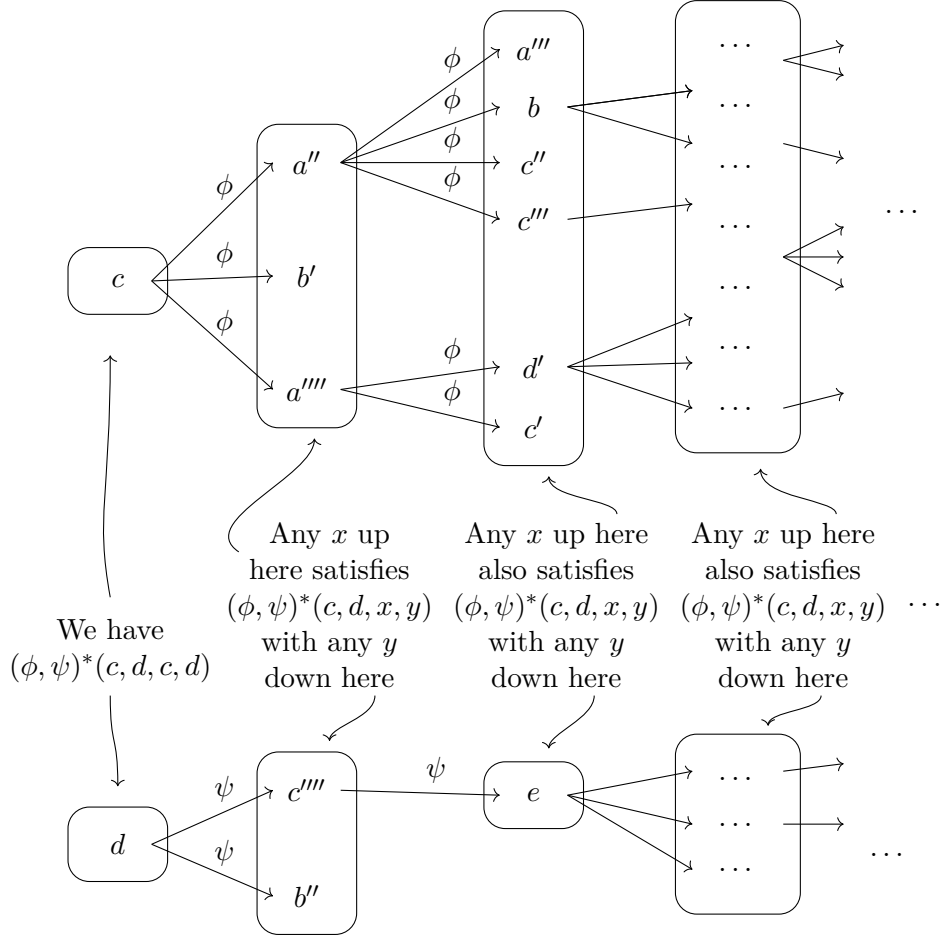 ϕ
ϕ
ϕ
ϕ
ϕ
ϕ
ϕ
ϕ
ϕ
c
a′′
b′
a′′′′
a′′′
b
c′′
c′′′
d′
c′
...
...
...
...
...
...
...
...
We have
(ϕ, ψ)*(c, d, c, d)
Any x up
here satisfies
(ϕ, ψ)*(c, d, x, y)
with any y
down here
Any x up here
also satisfies
(ϕ, ψ)*(c, d, x, y)
with any y
down here
Any x up here
also satisfies
(ϕ, ψ)*(c, d, x, y)
with any y
down here
...
ψ
ψ
ψ
d
c′′′′
b′′
e
...
...
...
...